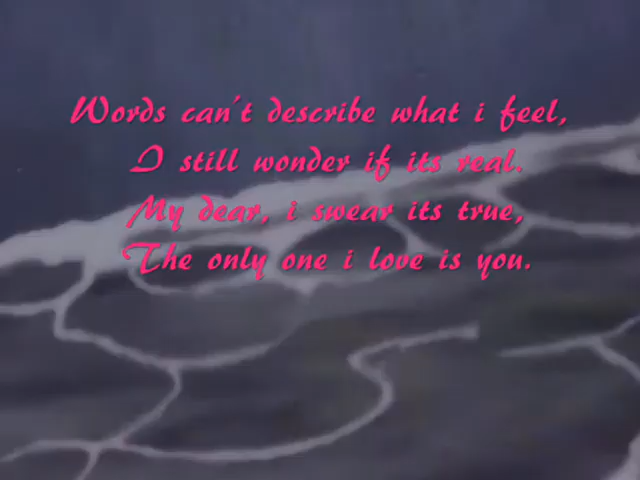 Words can't describe what i feel,
I still wonder if its real.
My dear, i swear its true,
The only one i love is you.